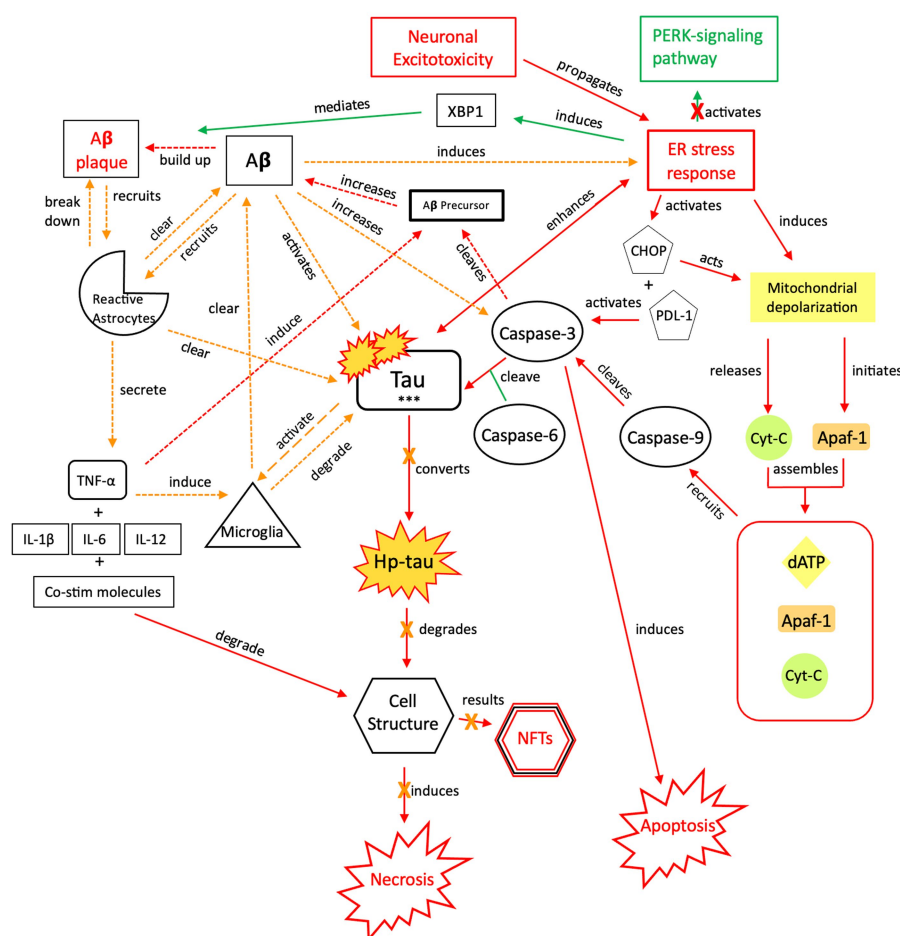 Neuronal
Excitotoxicity
PERK-signaling
pathway
propagates
mediates
XBP1
induces
X activates
Aβ
plaque
build up
Aβ
induces
ER stress
response
break
down
recruits
clear
recruits
activates
increases
increases
Aβ Precursor
cleaves
enhances
activates
induces
CHOP
acts
+
PDL-1
Mitochondrial
depolarization
Reactive
Astrocytes
clear
clear
induce
activates
Caspase-3
Tau
***
cleave
Caspase-6
cleaves
Caspase-9
releases
initiates
Cyt-C
Apaf-1
assembles
secrete
activate
degrade
X
converts
recruits
TNF-α
induce
Microglia
+
IL-1β
IL-6
IL-12
+
Co-stim molecules
Hp-tau
dATP
Apaf-1
Cyt-C
degrade
X degrades
induces
Cell
Structure
results
X
NFTs
X induces
Necrosis
Apoptosis